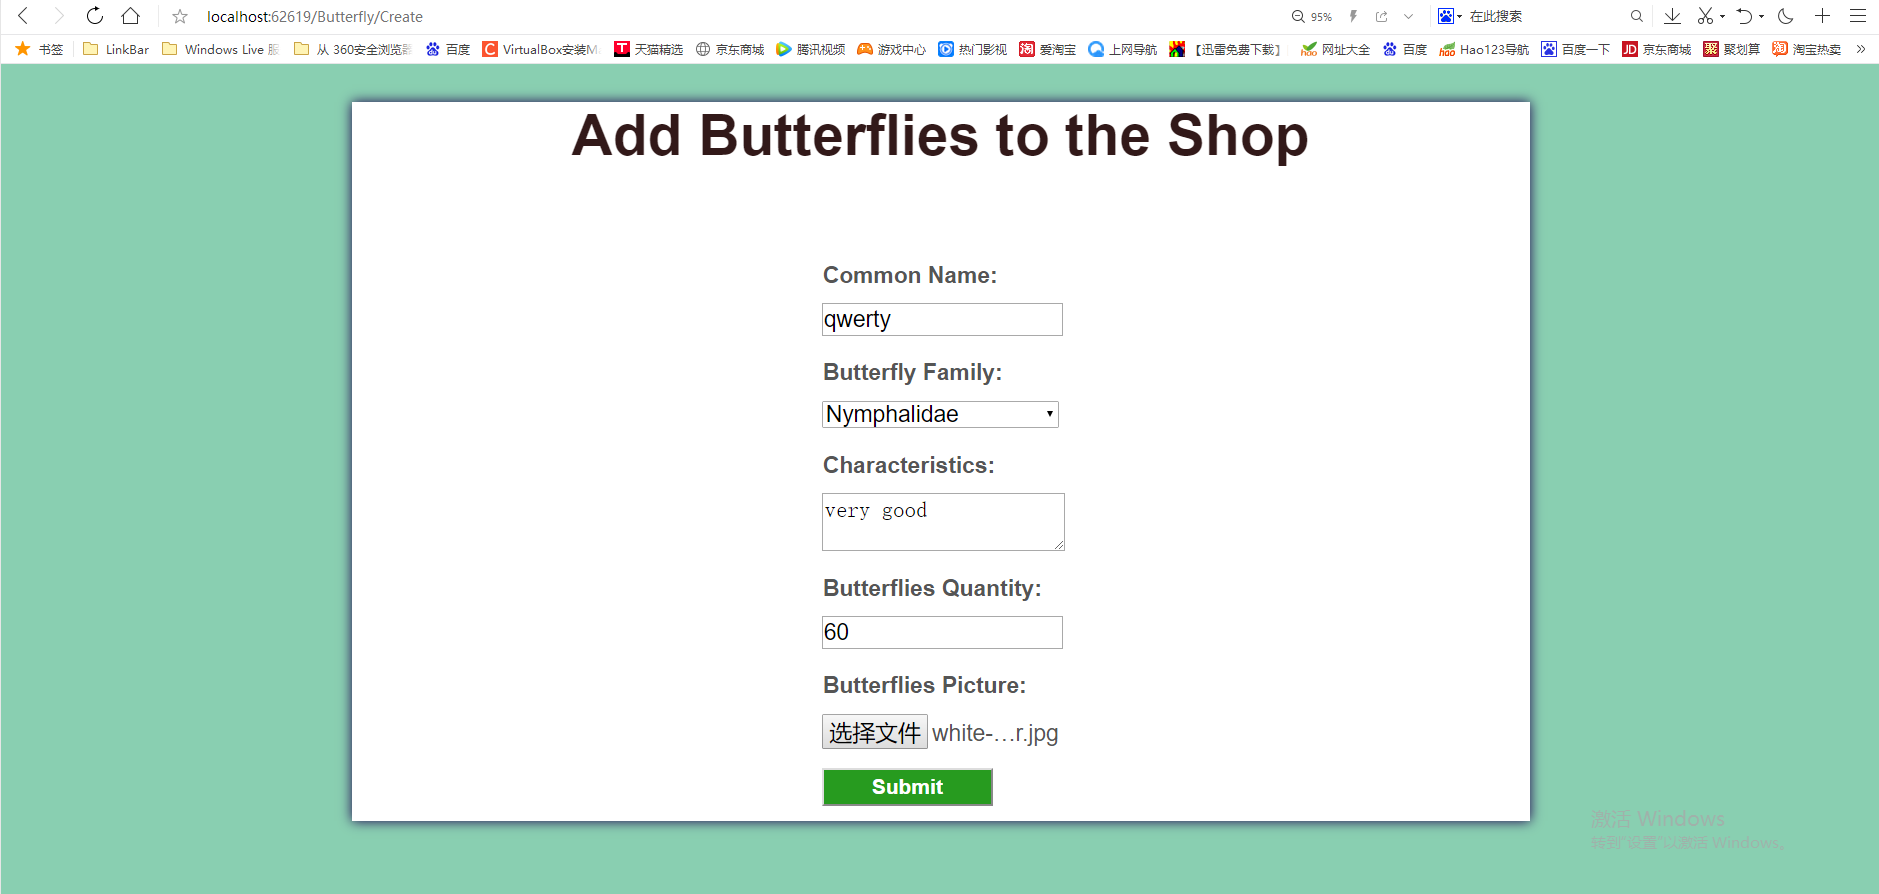 localhost:62619/Butterfly/Create
95%
在此搜索
书签
LinkBar
Windows Live 服
从 360安全浏览器
百度
VirtualBox安装M
天猫精选
京东商城
腾讯视频
游戏中心
热门影视
爱淘宝
上网导航
【迅雷免费下载】
网址大全
百度
Hao123导航
百度一下
京东商城
聚划算
淘宝热卖
Add Butterflies to the Shop
Common Name:
qwerty
Butterfly Family:
Nymphalidae
Characteristics:
very good
Butterflies Quantity:
60
Butterflies Picture:
选择文件 white-...r.jpg
Submit
激活 Windows
转到"设置"以激活 Windows。